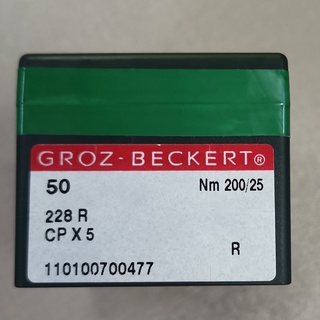 GROZ-BECKERT®
50 Nm 200/25
228 R
CP X 5
R
110100700477